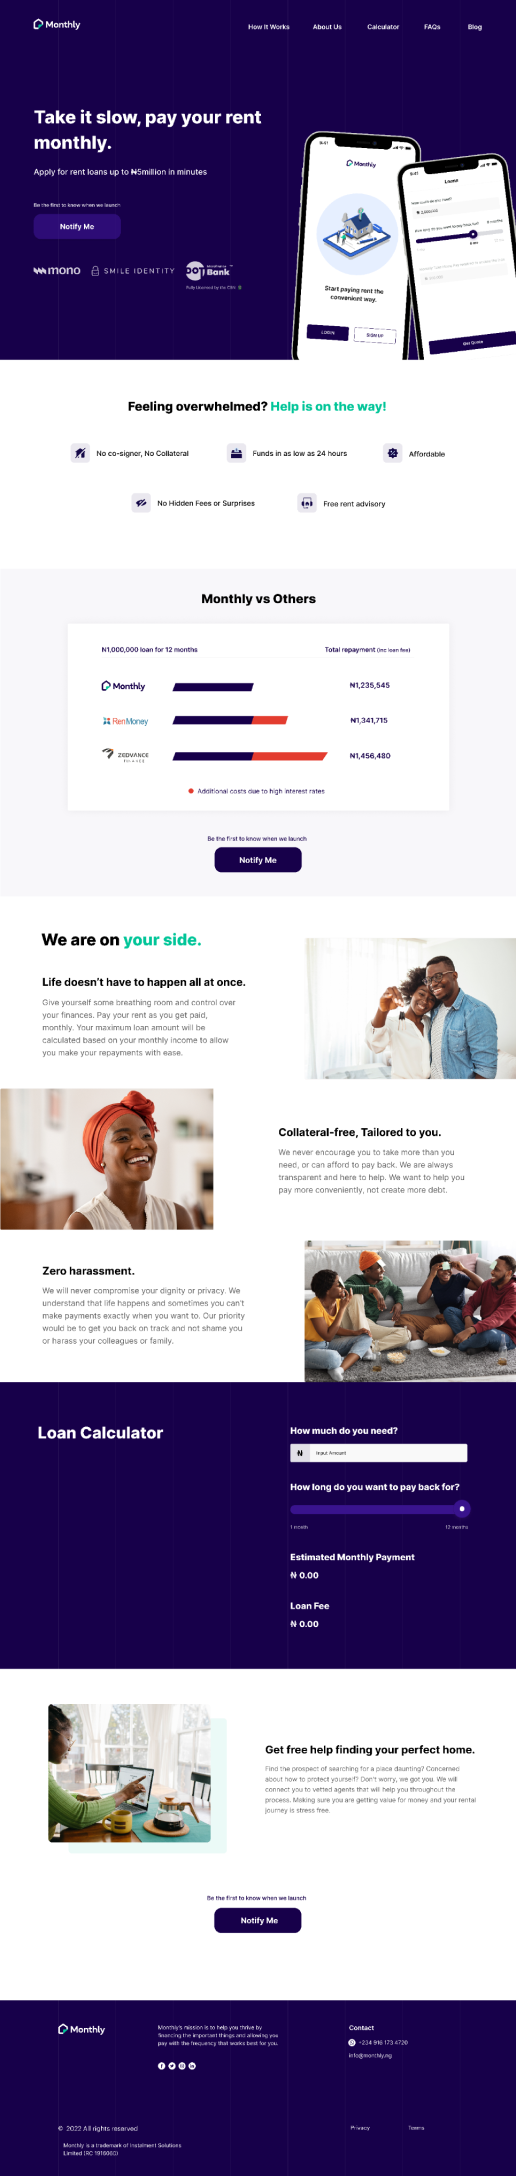 Monthly
How It Works
About Us
Calculator
FAQs
Blog
Take it slow, pay your rent
monthly.
Apply for rent loans up to ₦5million in minutes
Be the first to know when we launch
Notify Me
mono
SMILE IDENTITY
Bank
Fully Licensed by the CBN
9:41
Monthly
Start paying rent the
convenient way.
LOGIN
SIGN UP
9:41
Loans
Get Quote
Feeling overwhelmed? Help is on the way!
No co-signer, No Collateral
Funds in as low as 24 hours
Affordable
No Hidden Fees or Surprises
Free rent advisory
Monthly vs Others
N1,000,000 loan for 12 months
Total repayment (inc loan fee)
Monthly
₦1,235,545
RenMoney
₦1,341,715
ZEDVANCE
FINANCE
₦1,456,480
Additional costs due to high interest rates
Be the first to know when we launch
Notify Me
We are on your side.
Life doesn't have to happen all at once.
Give yourself some breathing room and control over
your finances. Pay your rent as you get paid,
monthly. Your maximum loan amount will be
calculated based on your monthly income to allow
you make your repayments with ease.
Collateral-free, Tailored to you.
We never encourage you to take more than you
need, or can afford to pay back. We are always
transparent and here to help. We want to help you
pay more conveniently, not create more debt.
Zero harassment.
We will never compromise your dignity or privacy. We
understand that life happens and sometimes you can't
make payments exactly when you want to. Our priority
would be to get you back on track and not shame you
or harass your colleagues or family.
Loan Calculator
How much do you need?
₦
Input Amount
How long do you want to pay back for?
1 month
12 months
Estimated Monthly Payment
₦ 0.00
Loan Fee
₦ 0.00
Get free help finding your perfect home.
Find the prospect of searching for a place daunting? Concerned
about how to protect yourself? Don't worry, we got you. We will
connect you to vetted agents that will help you throughout the
process. Making sure you are getting value for money and your rental
journey is stress free.
Be the first to know when we launch
Notify Me
Monthly
Monthly's mission is to help you thrive by
financing the important things and allowing you
pay with the frequency that works best for you.
Contact
+234 916 173 4720
info@monthly.ng
© 2022 All rights reserved
Privacy
Terms
Monthly is a trademark of Instalment Solutions
Limited (RC 1916060)